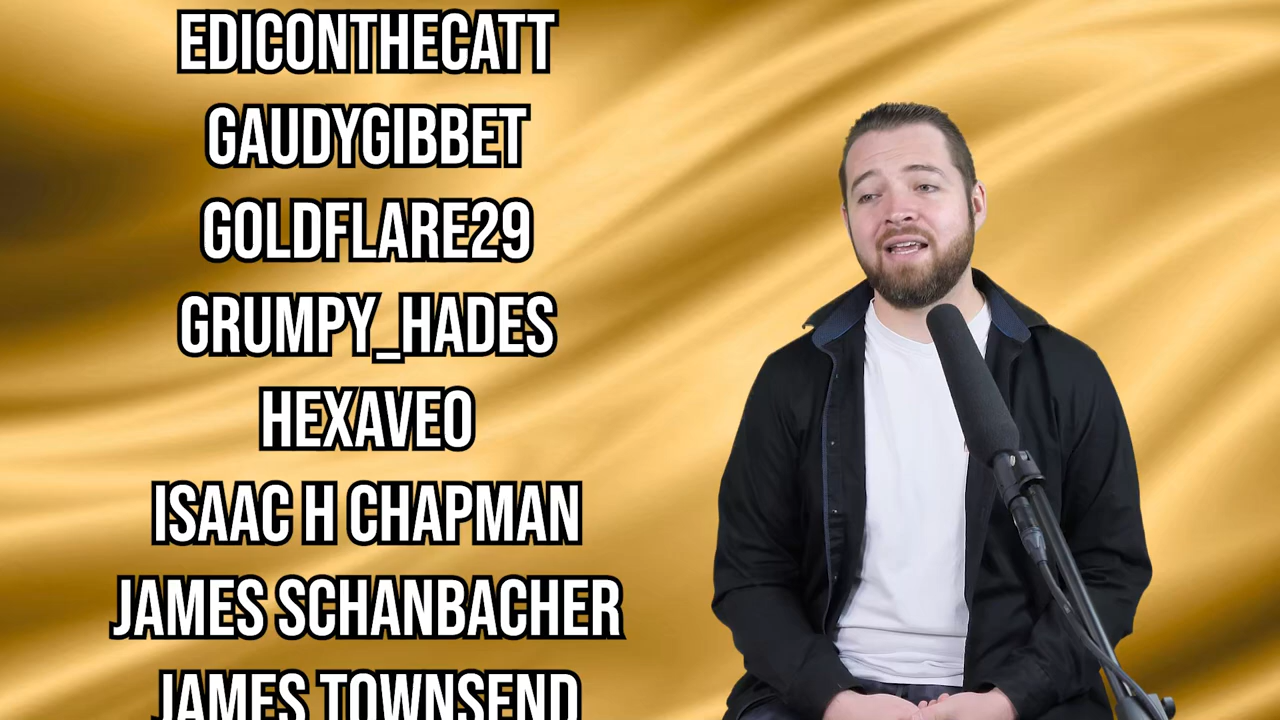 EDICONTHECATT
GAUDYGIBBET
GOLDFLARE29
GRUMPY_HADES
HEXAVEO
ISAAC H CHAPMAN
JAMES SCHANBACHER
JAMES TOWNSEND